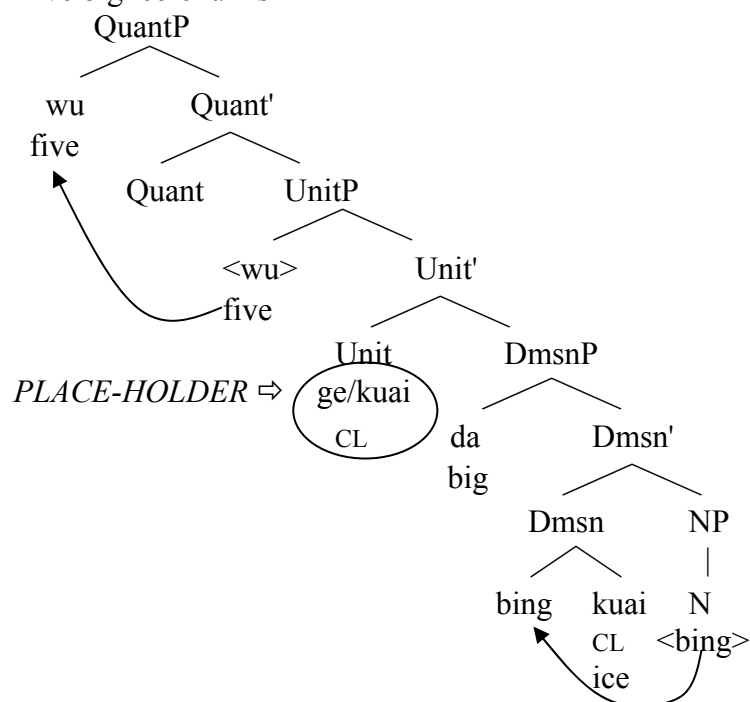 QuantP
wu Quant'
five
Quant UnitP
<wu> Unit'
five
Unit DmsnP
PLACE-HOLDER ⇨ ge/kuai
CL da Dmsn'
big
Dmsn NP
bing kuai N
CL <bing>
ice